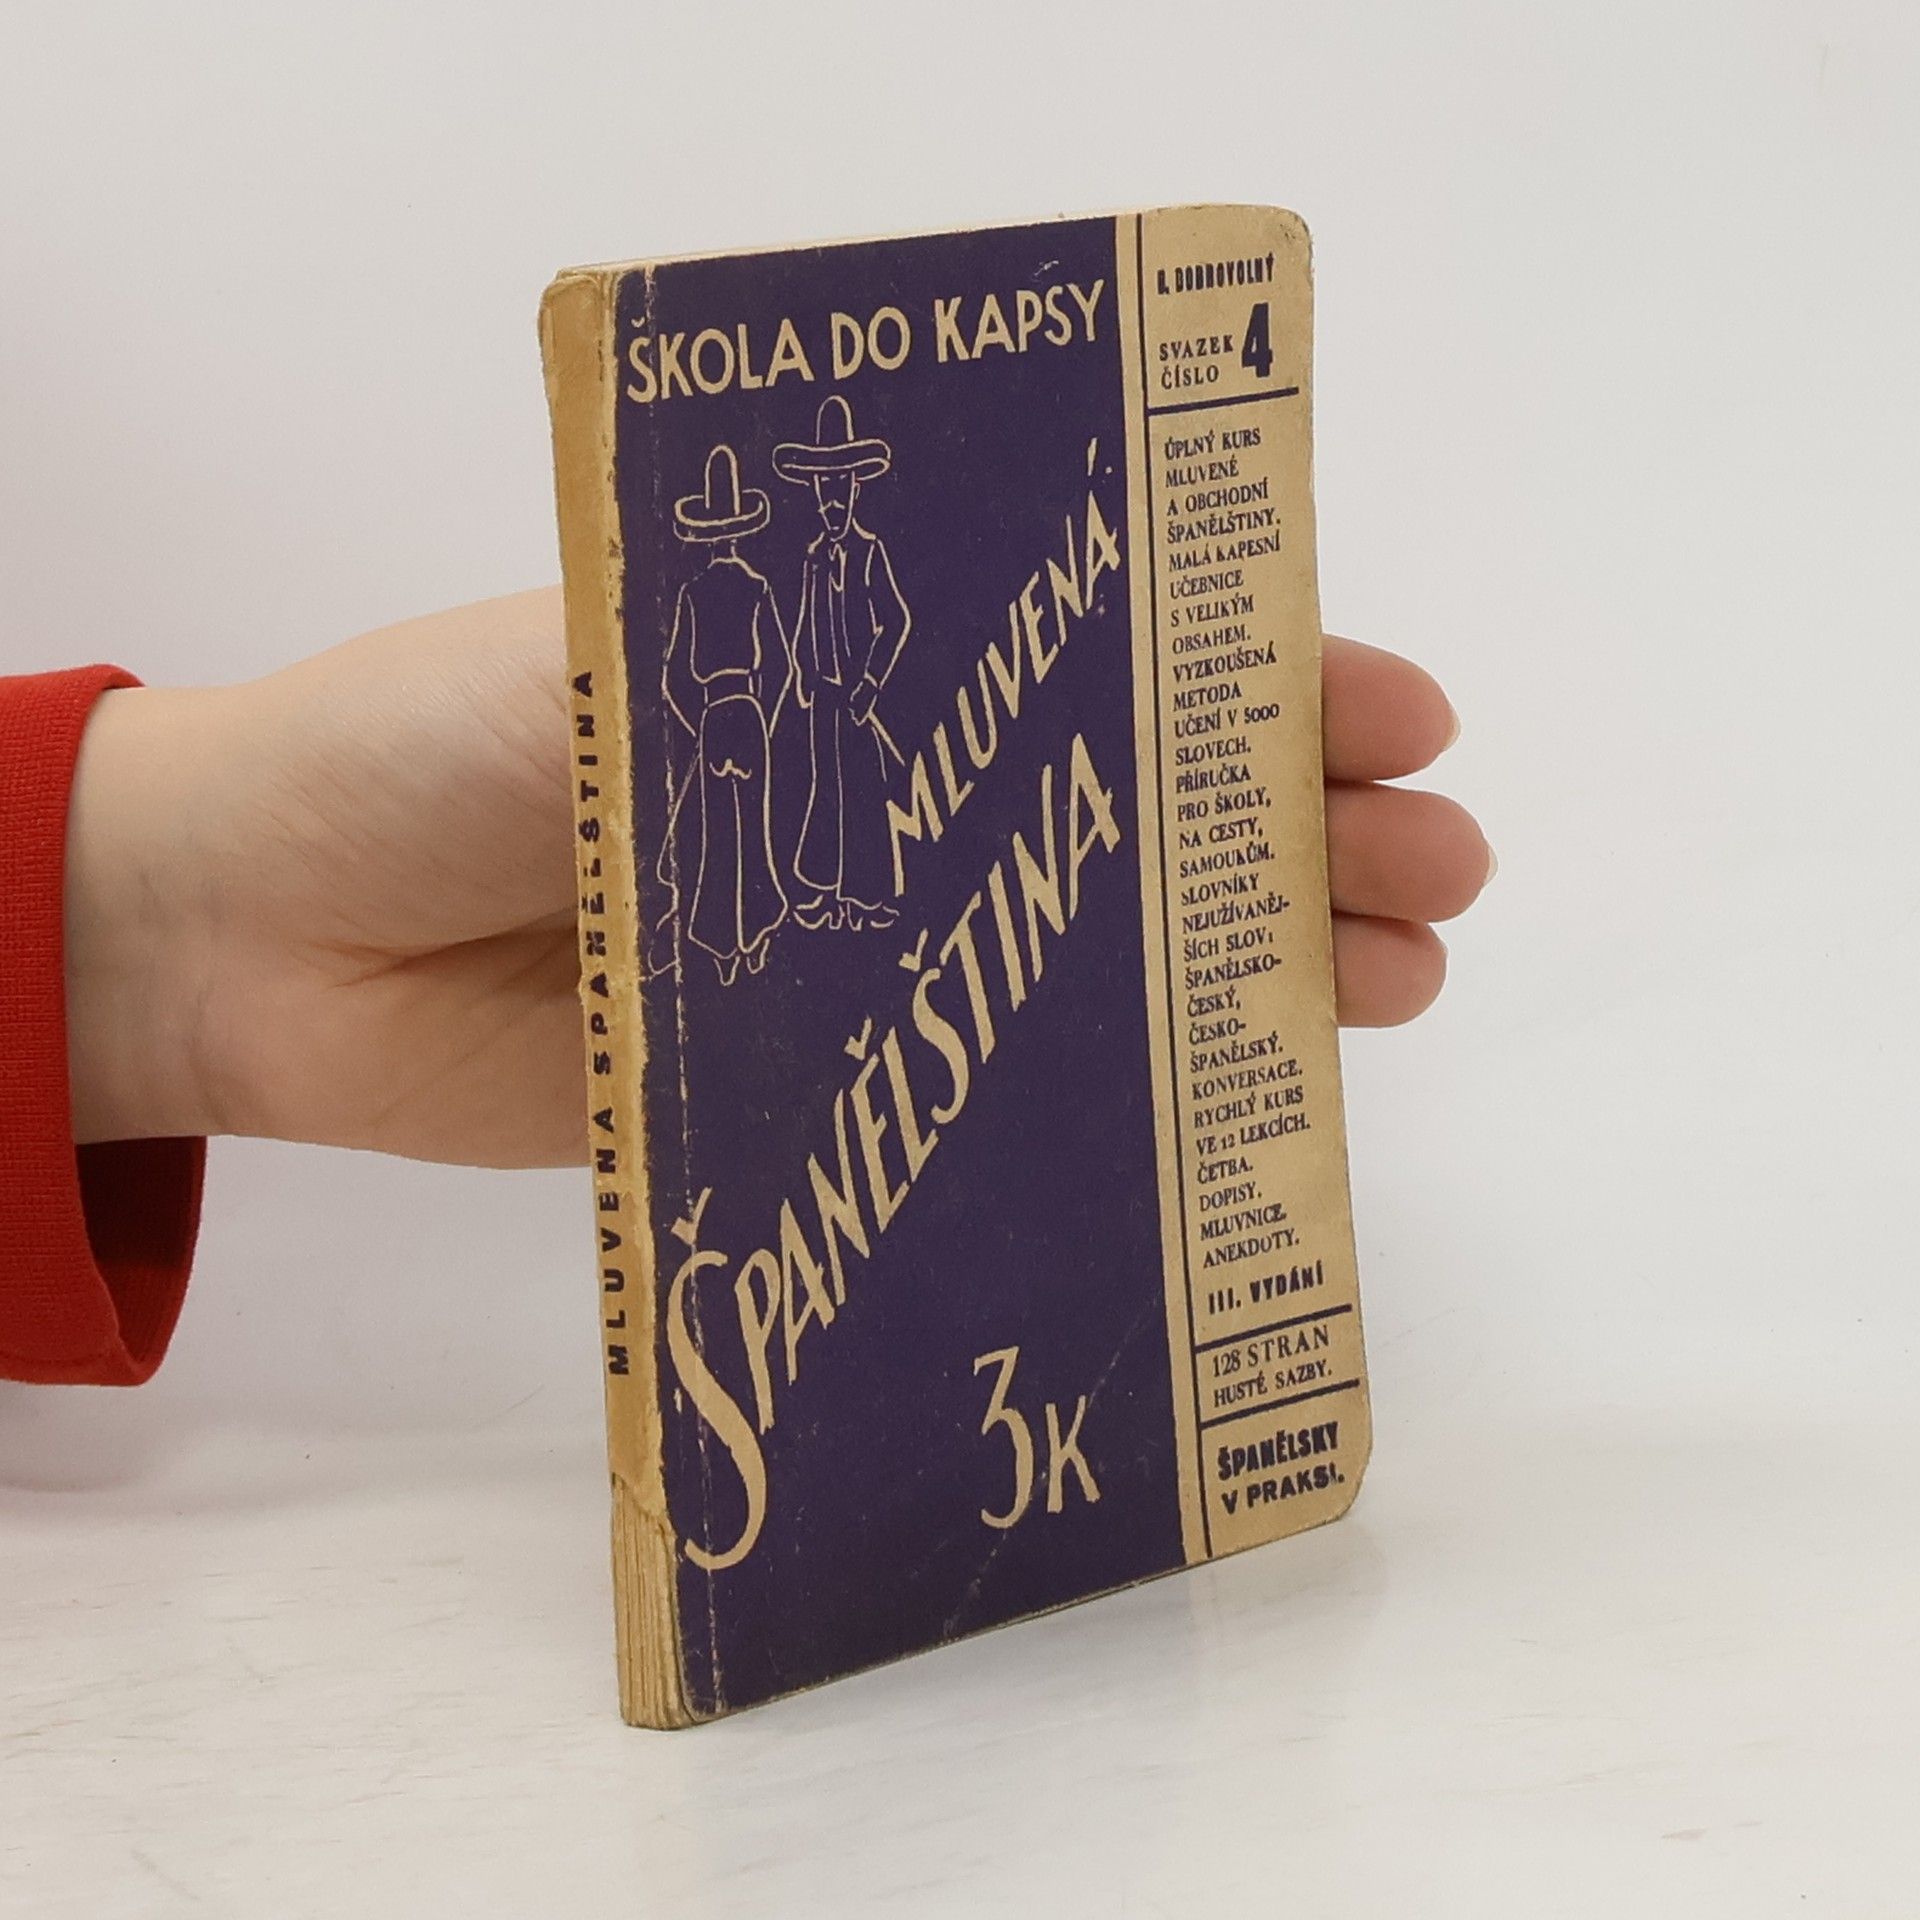 MLUVENA SPANĚLŠTINA
ŠKOLA DO KAPSY
MLUVENÁ
ŠPANĚLŠTINA
3K
B. DOBROVOLNÝ
SVAZEK
ČÍSLO 4
ÚPLNÝ KURS
MLUVENÉ
A OBCHODNÍ
ŠPANĚLŠTINY.
MALÁ KAPESNÍ
UČEBNICE
S VELIKÝM
OBSAHEM.
VYZKOUŠENÁ
METODA
UČENÍ V 5000
SLOVECH.
PŘÍRUČKA
PRO ŠKOLY,
NA CESTY,
SAMOUKŮM.
SLOVNÍKY
NEJUŽÍVANĚJ-
ŠÍCH SLOV:
ŠPANĚLSKO-
ČESKÝ,
ČESKO-
ŠPANĚLSKÝ.
KONVERSACE.
RYCHLÝ KURS
VE 12 LEKCÍCH.
ČETBA.
DOPISY.
MLUVNICE.
ANEKDOTY.
III. VYDÁNÍ
128 STRAN
HUSTÉ SAZBY.
ŠPANĚLSKY
V PRAKSI.